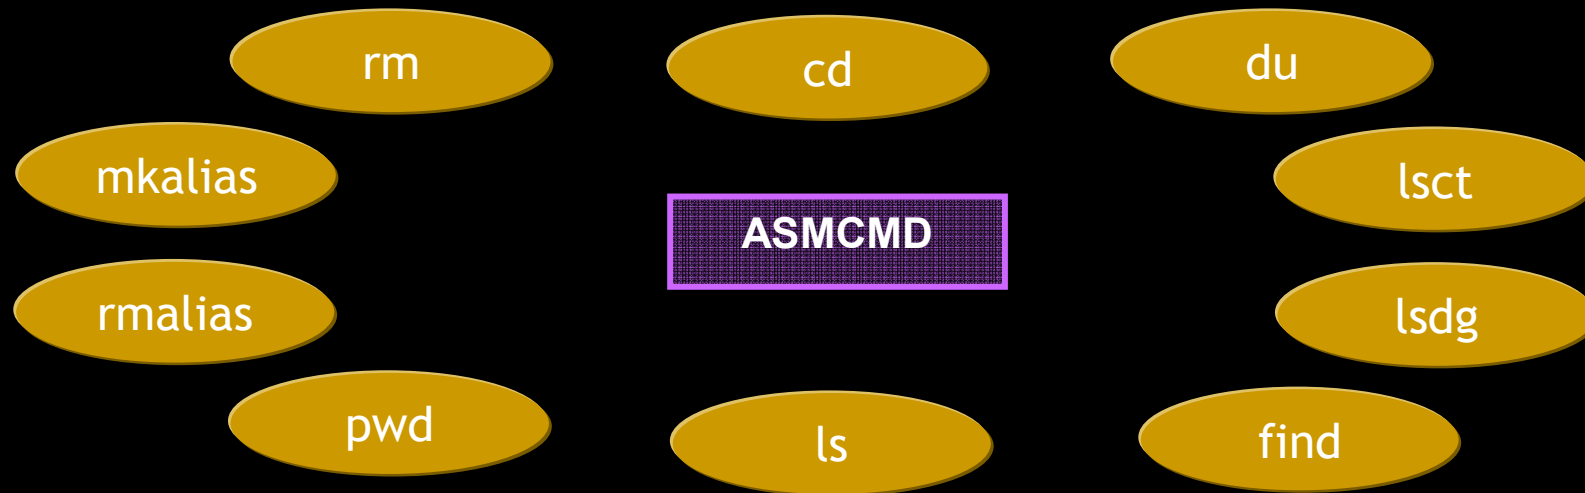 rm
cd
du
mkalias
lsct
ASMCMD
rmalias
lsdg
pwd
ls
find